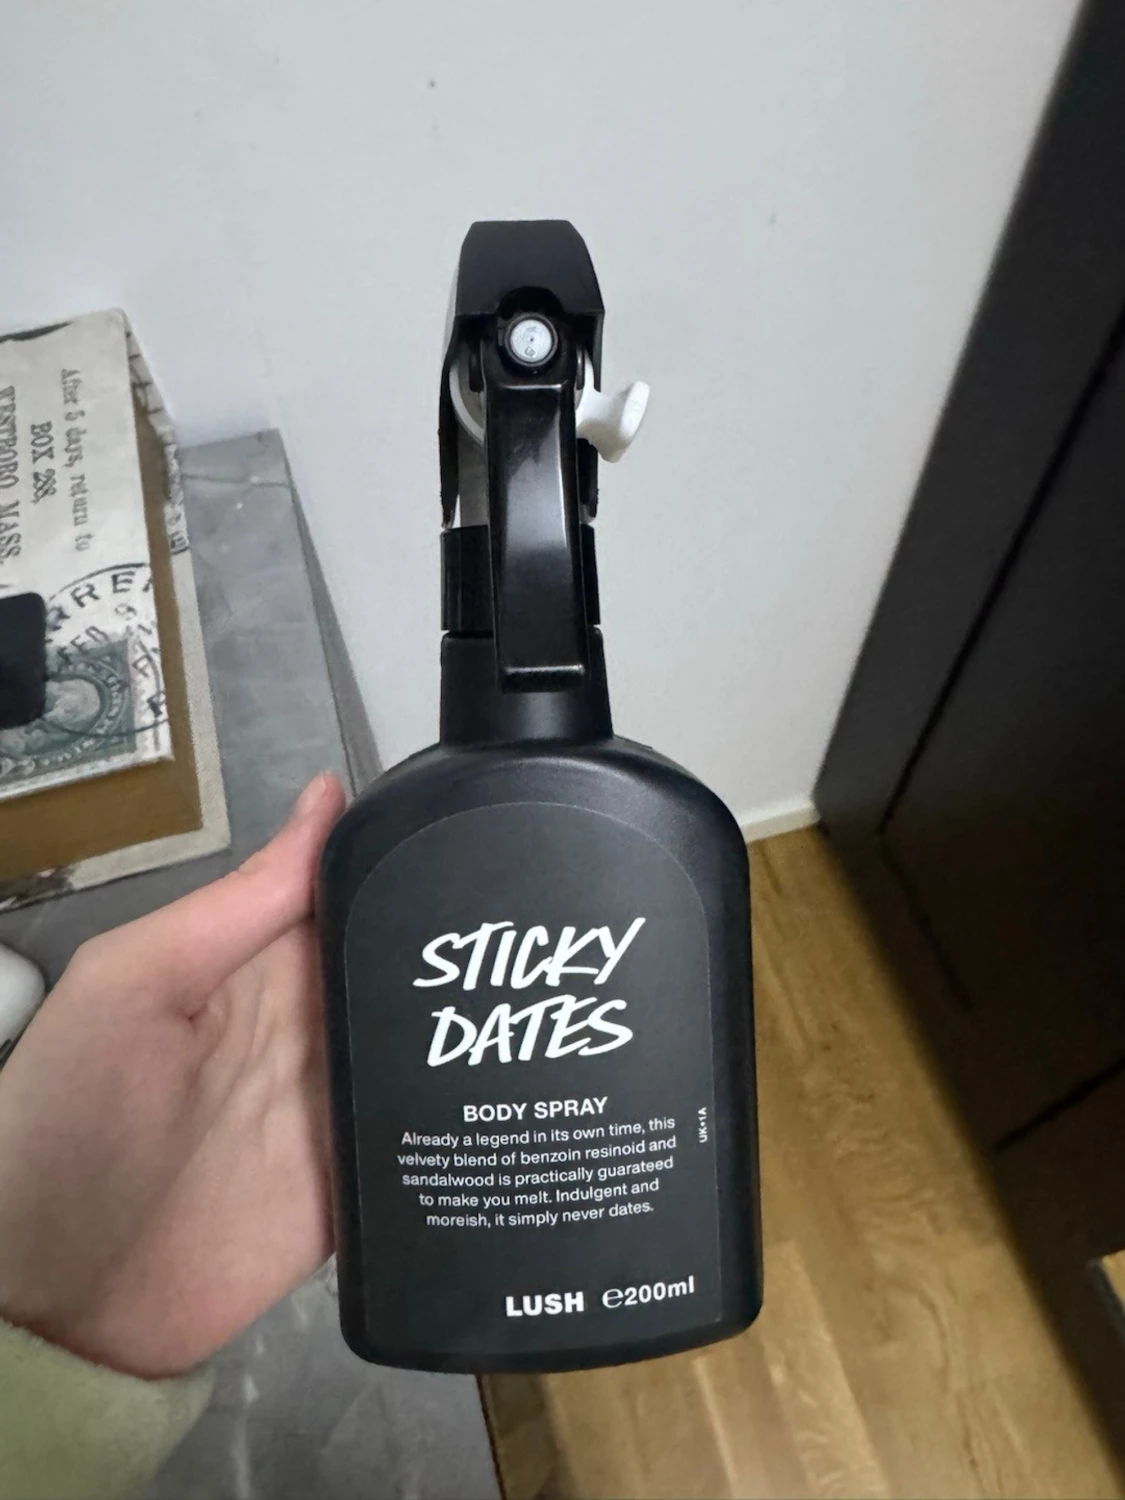 After 5 days, return to
BOX 288,
WESTBORO MASS.
STICKY
DATES
BODY SPRAY
Already a legend in its own time, this
velvety blend of benzoin resinoid and
sandalwood is practically guarateed
to make you melt. Indulgent and
moreish, it simply never dates.
UK+1A
LUSH ℮200ml